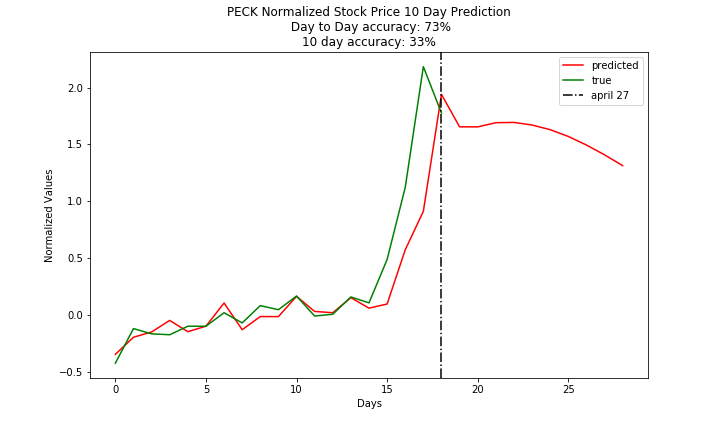 PECK Normalized Stock Price 10 Day Prediction
Day to Day accuracy: 73%
10 day accuracy: 33%
predicted
true
april 27
2.0
1.5
1.0
0.5
0.0
−0.5
Normalized Values
0
5
10
15
20
25
Days